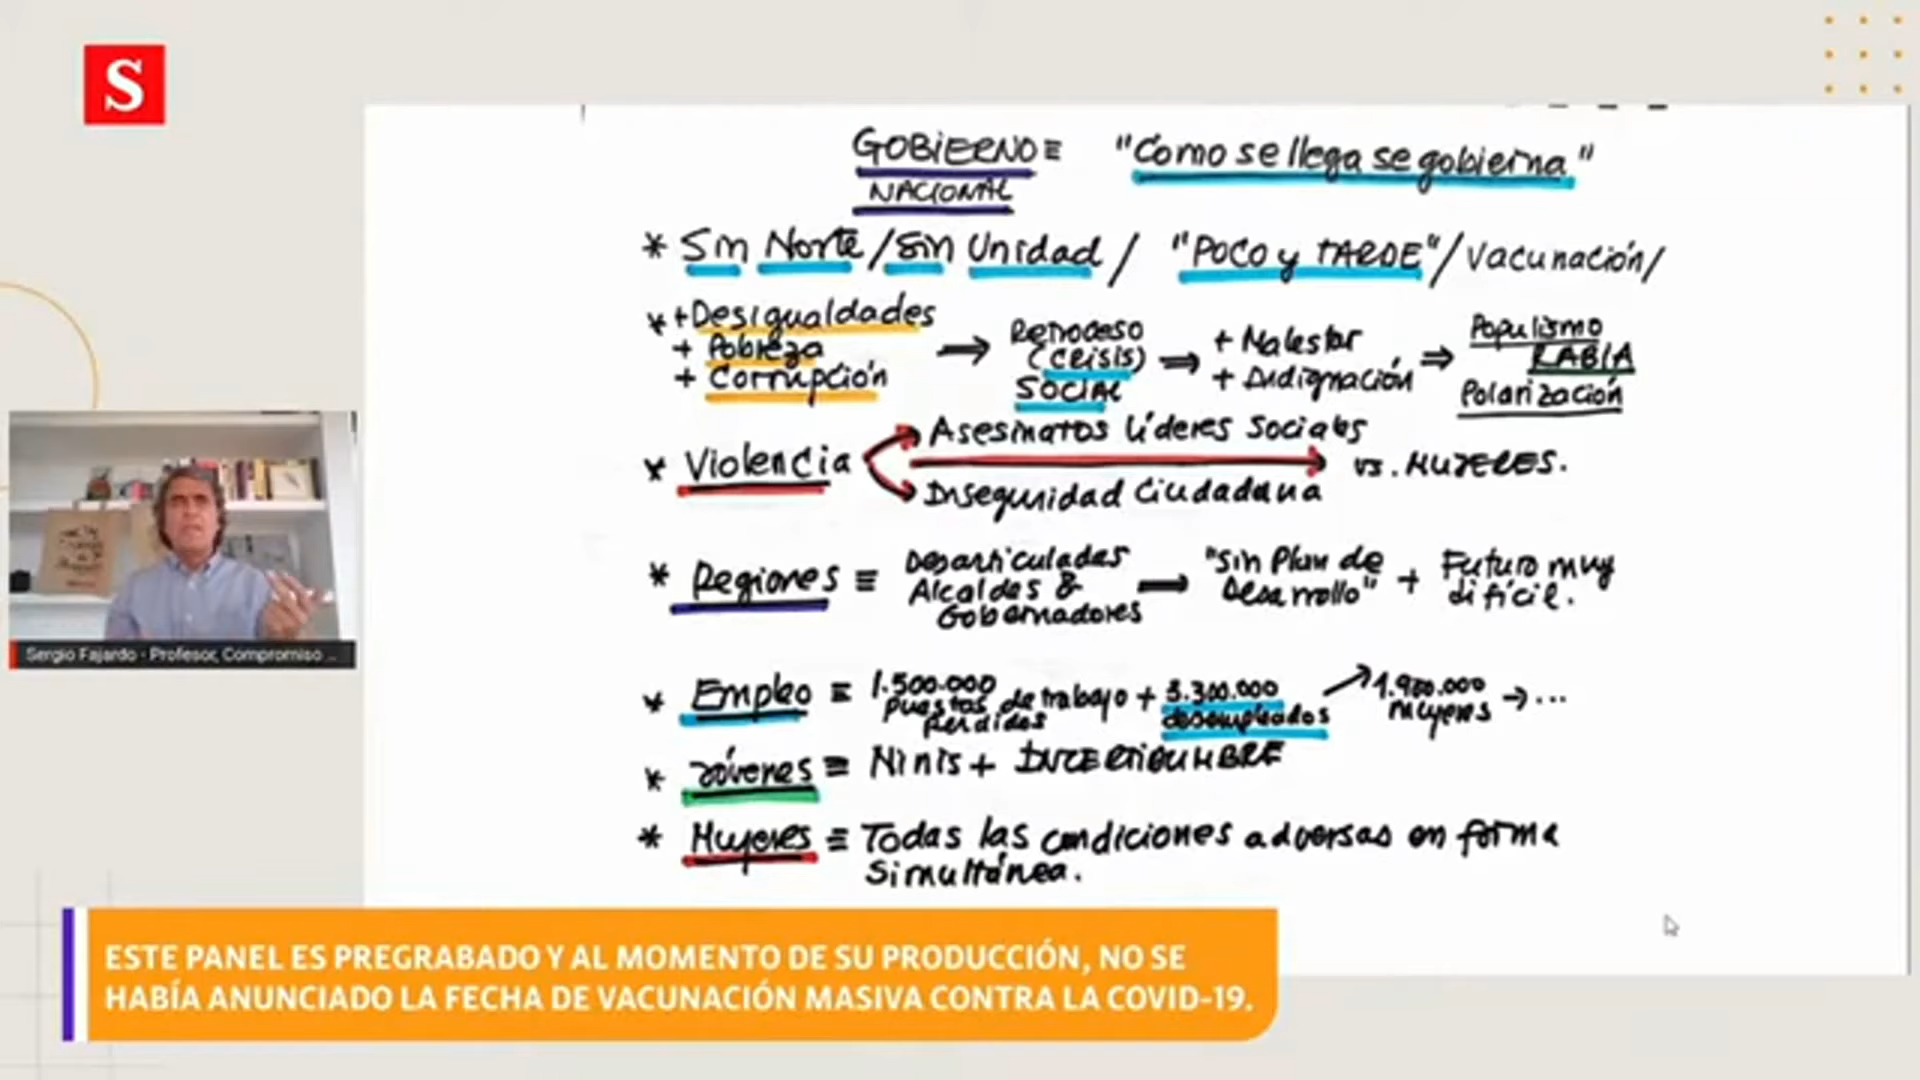 S
GOBIERNO ≡ "Como se llega se gobierna"
NACIONAL
* Sin Norte / Sin Unidad / "POCO y TARDE" / Vacunación /
* + Desigualdades
+ Pobreza
+ Corrupción
→ Retroceso
(CRISIS)
SOCIAL
⇒ + Malestar
+ Indignación
⇒ Populismo
RABIA
Polarización
* Violencia
Asesinatos Líderes Sociales
vs. MUJERES.
Inseguridad Ciudadana
* Regiones ≡ Desarticuladas
Alcaldes &
Gobernadores
→ "Sin Plan de
Desarrollo"
+ Futuro muy
difícil.
* Empleo ≡ 1.500.000
puestos de trabajo
perdidos
+ 3.300.000
desempleados
→ 1.900.000
mujeres → ...
* Jóvenes ≡ Ninis + INCERTIDUMBRE
* Mujeres ≡ Todas las condiciones adversas en forma
simultánea.
Sergio Fajardo - Profesor, Compromiso ...
ESTE PANEL ES PREGRABADO Y AL MOMENTO DE SU PRODUCCIÓN, NO SE
HABÍA ANUNCIADO LA FECHA DE VACUNACIÓN MASIVA CONTRA LA COVID-19.